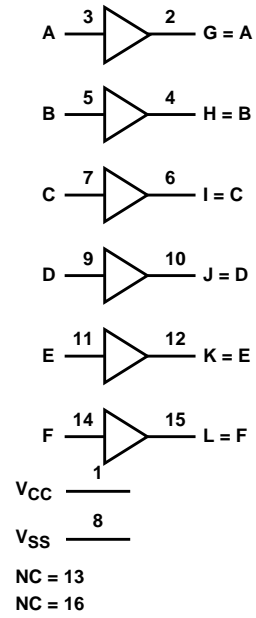 A 3 2 G = A
B 5 4 H = B
C 7 6 I = C
D 9 10 J = D
E 11 12 K = E
F 14 15 L = F
VCC 1
VSS 8
NC = 13
NC = 16